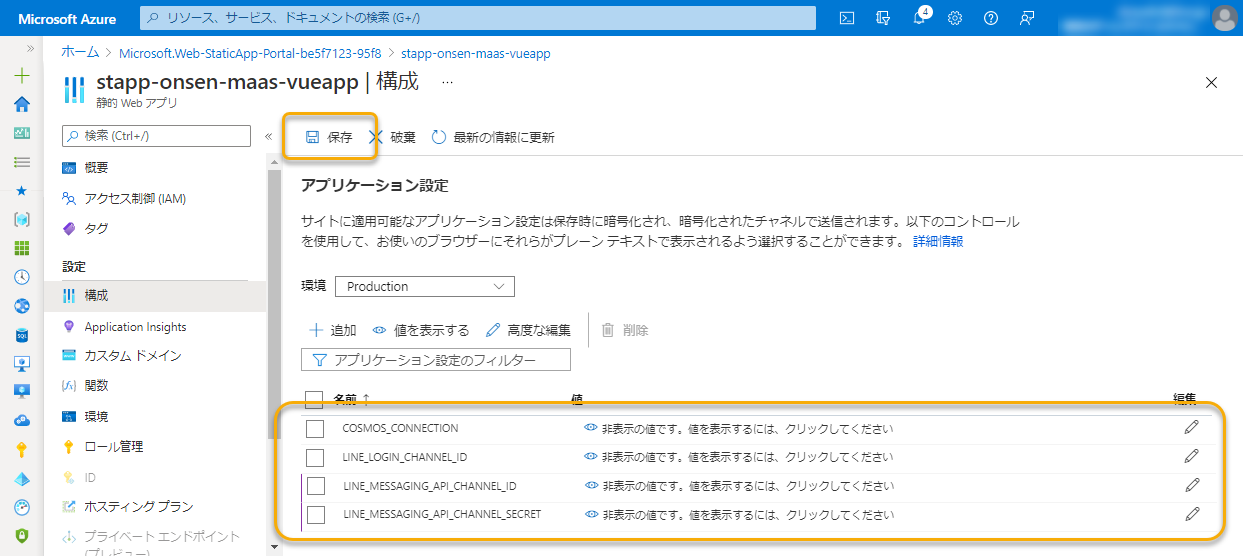 Microsoft Azure
リソース、サービス、ドキュメントの検索 (G+/)
4
ホーム > Microsoft.Web-StaticApp-Portal-be5f7123-95f8 > stapp-onsen-maas-vueapp
stapp-onsen-maas-vueapp | 構成 ...
静的 Web アプリ
検索 (Ctrl+/)
概要
アクセス制御 (IAM)
タグ
設定
構成
Application Insights
カスタム ドメイン
関数
環境
ロール管理
ID
ホスティング プラン
プライベート エンドポイント
(プレビュー)
保存 破棄 最新の情報に更新
アプリケーション設定
サイトに適用可能なアプリケーション設定は保存時に暗号化され、暗号化されたチャネルで送信されます。以下のコントロール
を使用して、お使いのブラウザーにそれらがプレーン テキストで表示されるよう選択することができます。 詳細情報
環境 Production
追加 値を表示する 高度な編集 削除
アプリケーション設定のフィルター
名前 ↑ 値 編集
COSMOS_CONNECTION 非表示の値です。値を表示するには、クリックしてください
LINE_LOGIN_CHANNEL_ID 非表示の値です。値を表示するには、クリックしてください
LINE_MESSAGING_API_CHANNEL_ID 非表示の値です。値を表示するには、クリックしてください
LINE_MESSAGING_API_CHANNEL_SECRET 非表示の値です。値を表示するには、クリックしてください